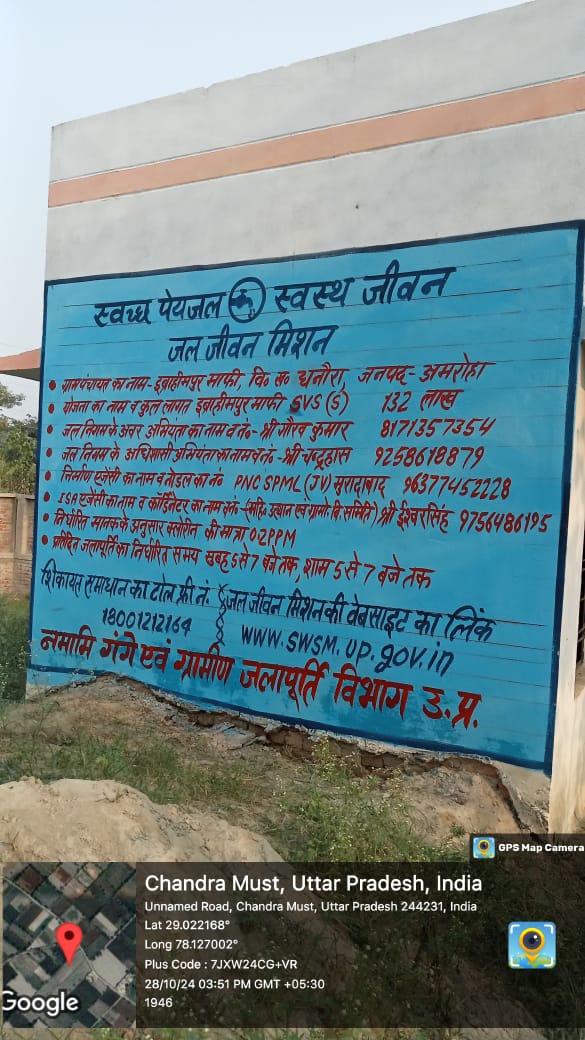 स्वच्छ पेयजल स्वस्थ जीवन
जल जीवन मिशन
• ग्रामपंचायत का नाम- इब्राहीमपुर माफी, वि० ख० धनौरा, जनपद- अमरोहा
• योजना का नाम व कुल लागत इब्राहीमपुर माफी SVS (S) 132 लाख
• जल निगम के अवर अभियंता का नाम व नं०- श्री गौरव कुमार 8171357354
• जल निगम के अधिशासी अभियंता का नाम व नं०- श्री चन्द्रहास 9258618879
• निर्माण एजेंसी का नाम व नोडल का नं० PNC SPML (JV) मुरादाबाद 96377452228
• ISA एजेंसी का नाम व कॉर्डिनेटर का नाम व नं०- उत्थान एवं ग्रामो० वि० समिति) श्री ईश्वर सिंह 9756486195
• निर्धारित मानक के अनुसार क्लोरीन की मात्रा 0.2PPM
• प्रतिदिन जलापूर्ति का निर्धारित समय सुबह 5 से 7 बजे तक, शाम 5 से 7 बजे तक
शिकायत समाधान का टोल फ्री नं. जल जीवन मिशन की वेबसाइट का लिंक
18001212164 www.swsm.up.gov.in
नमामि गंगे एवं ग्रामीण जलापूर्ति विभाग उ.प्र.
GPS Map Camera
Chandra Must, Uttar Pradesh, India
Unnamed Road, Chandra Must, Uttar Pradesh 244231, India
Lat 29.022168°
Long 78.127002°
Plus Code : 7JXW24CG+VR
28/10/24 03:51 PM GMT +05:30
1946
Google